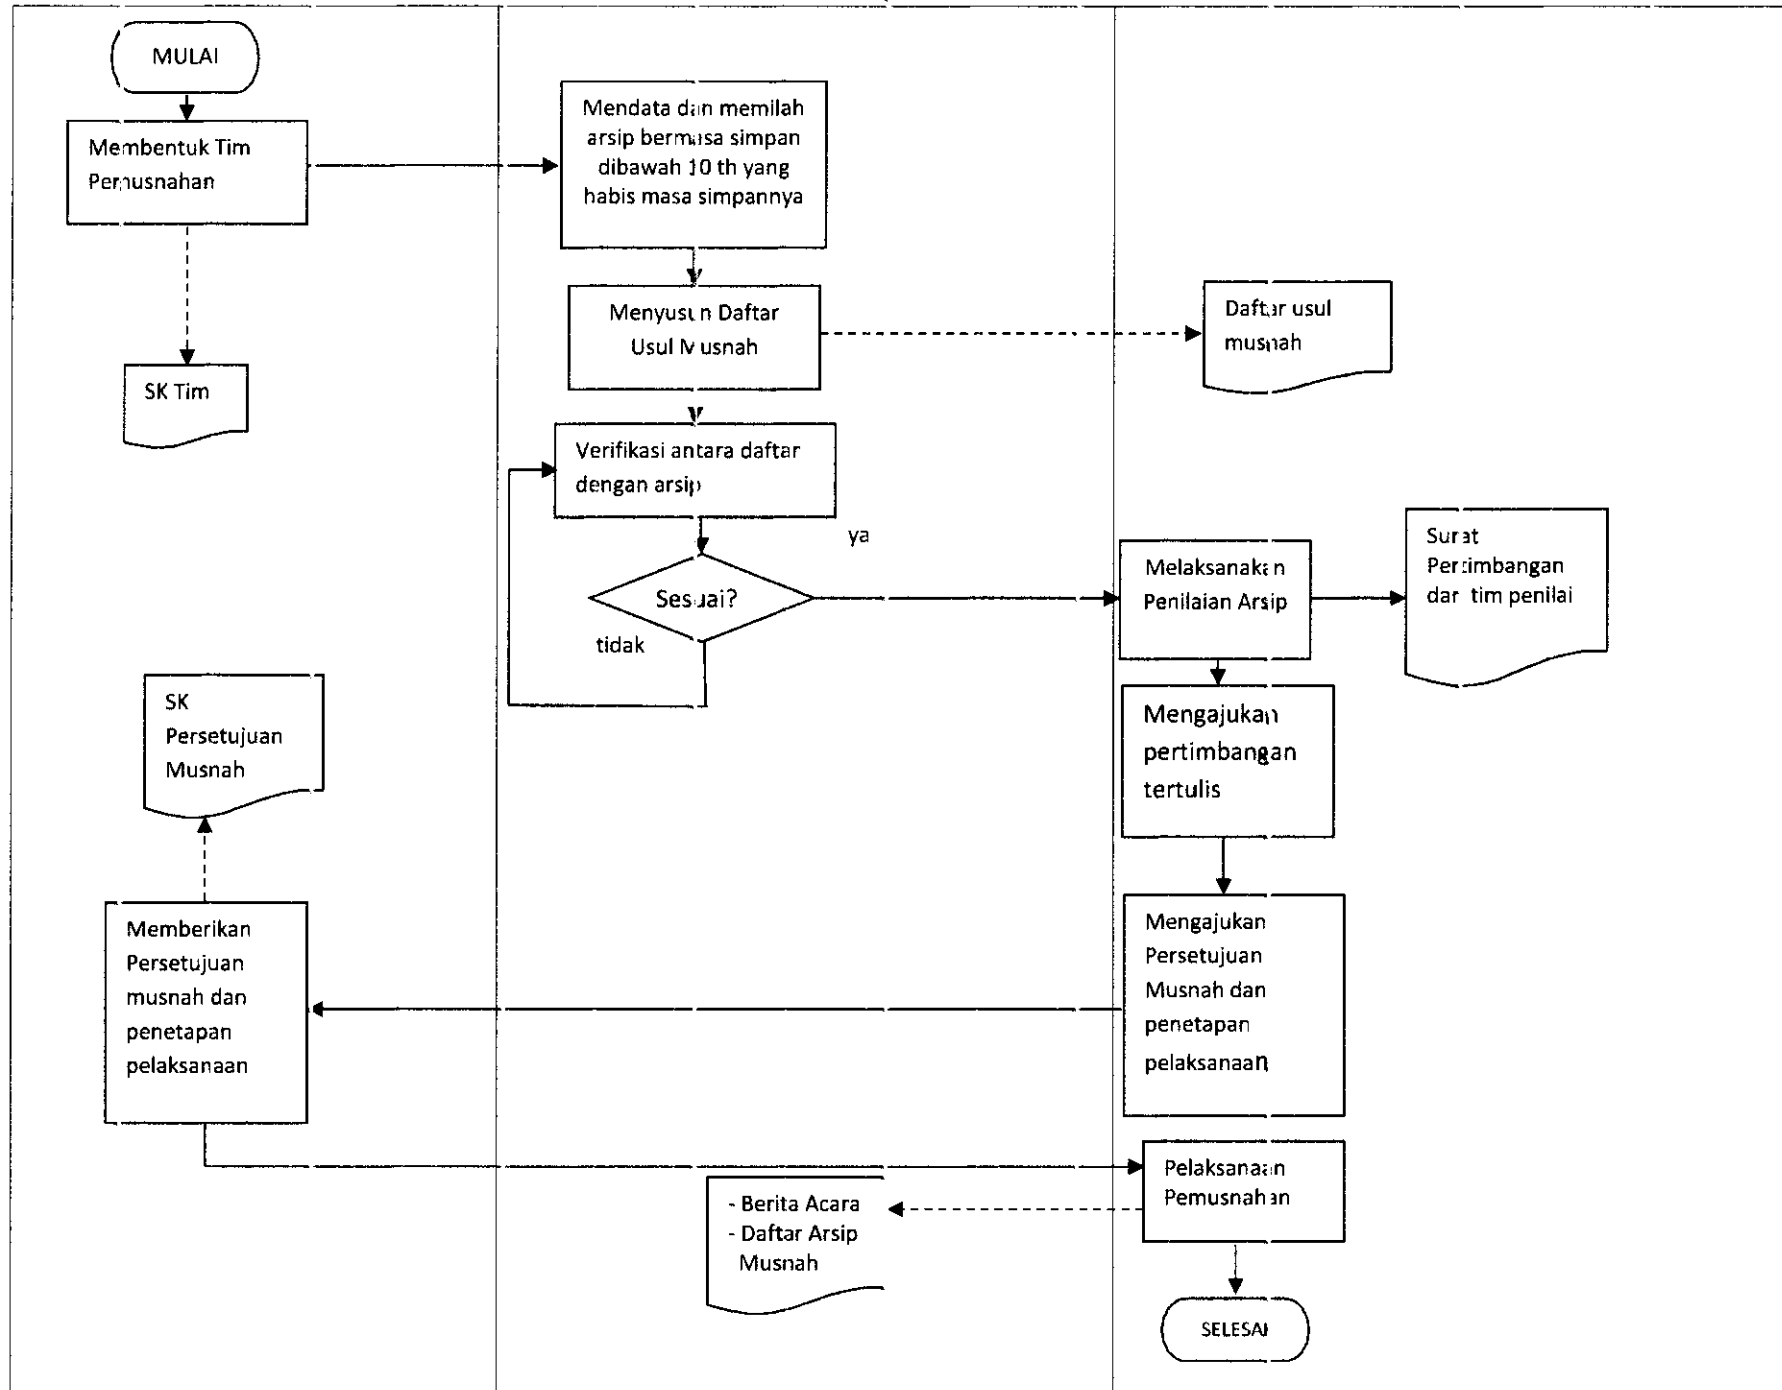 MULAI
Membentuk Tim
Pemusnahan
Mendata dan memilah
arsip bermasa simpan
dibawah 10 th yang
habis masa simpannya
Menyusun Daftar
Usul Musnah
Daftar usul
musnah
SK Tim
Verifikasi antara daftar
dengan arsip
ya
Sesuai?
tidak
Melaksanakan
Penilaian Arsip
Surat
Pertimbangan
dari tim penilai
SK
Persetujuan
Musnah
Mengajukan
pertimbangan
tertulis
Memberikan
Persetujuan
musnah dan
penetapan
pelaksanaan
Mengajukan
Persetujuan
Musnah dan
penetapan
pelaksanaan
Pelaksanaan
Pemusnahan
- Berita Acara
- Daftar Arsip
Musnah
SELESAI